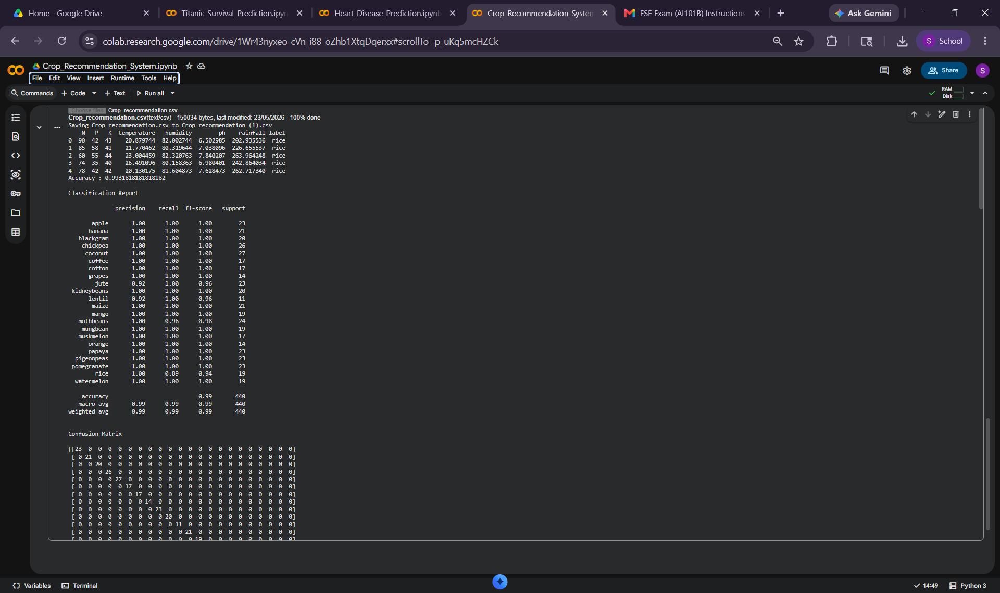 Home - Google Drive
Titanic_Survival_Prediction.ipyn
Heart_Disease_Prediction.ipynb
Crop_Recommendation_System
ESE Exam (AI101B) Instructions
Ask Gemini
colab.research.google.com/drive/1Wr43nyxeo-cVn_i88-oZhb1XtqDqerxx#scrollTo=p_uKq5mcHZCk
S School
Crop_Recommendation_System.ipynb
File Edit View Insert Runtime Tools Help
Share
S
Commands + Code + Text Run all
RAM
Disk
Choose files Crop_recommendation.csv
Crop_recommendation.csv(text/csv) - 150034 bytes, last modified: 23/05/2026 - 100% done
Saving Crop_recommendation.csv to Crop_recommendation (1).csv
N P K temperature humidity ph rainfall label
0 90 42 43 20.879744 82.002744 6.502985 202.935536 rice
1 85 58 41 21.770462 80.319644 7.038096 226.655537 rice
2 60 55 44 23.004459 82.320763 7.840207 263.964248 rice
3 74 35 40 26.491096 80.158363 6.980401 242.864034 rice
4 78 42 42 20.130175 81.604873 7.628473 262.717340 rice
Accuracy : 0.9931818181818182
Classification Report
precision recall f1-score support
apple 1.00 1.00 1.00 23
banana 1.00 1.00 1.00 21
blackgram 1.00 1.00 1.00 20
chickpea 1.00 1.00 1.00 26
coconut 1.00 1.00 1.00 27
coffee 1.00 1.00 1.00 17
cotton 1.00 1.00 1.00 17
grapes 1.00 1.00 1.00 14
jute 0.92 1.00 0.96 23
kidneybeans 1.00 1.00 1.00 20
lentil 0.92 1.00 0.96 11
maize 1.00 1.00 1.00 21
mango 1.00 1.00 1.00 19
mothbeans 1.00 0.96 0.98 24
mungbean 1.00 1.00 1.00 19
muskmelon 1.00 1.00 1.00 17
orange 1.00 1.00 1.00 14
papaya 1.00 1.00 1.00 23
pigeonpeas 1.00 1.00 1.00 23
pomegranate 1.00 1.00 1.00 23
rice 1.00 0.89 0.94 19
watermelon 1.00 1.00 1.00 19
accuracy 0.99 440
macro avg 0.99 0.99 0.99 440
weighted avg 0.99 0.99 0.99 440
Confusion Matrix
[[23 0 0 0 0 0 0 0 0 0 0 0 0 0 0 0 0 0 0 0 0 0]
[ 0 21 0 0 0 0 0 0 0 0 0 0 0 0 0 0 0 0 0 0 0 0]
[ 0 0 20 0 0 0 0 0 0 0 0 0 0 0 0 0 0 0 0 0 0 0]
[ 0 0 0 26 0 0 0 0 0 0 0 0 0 0 0 0 0 0 0 0 0 0]
[ 0 0 0 0 27 0 0 0 0 0 0 0 0 0 0 0 0 0 0 0 0 0]
[ 0 0 0 0 0 17 0 0 0 0 0 0 0 0 0 0 0 0 0 0 0 0]
[ 0 0 0 0 0 0 17 0 0 0 0 0 0 0 0 0 0 0 0 0 0 0]
[ 0 0 0 0 0 0 0 14 0 0 0 0 0 0 0 0 0 0 0 0 0 0]
[ 0 0 0 0 0 0 0 0 23 0 0 0 0 0 0 0 0 0 0 0 0 0]
[ 0 0 0 0 0 0 0 0 0 20 0 0 0 0 0 0 0 0 0 0 0 0]
[ 0 0 0 0 0 0 0 0 0 0 11 0 0 0 0 0 0 0 0 0 0 0]
[ 0 0 0 0 0 0 0 0 0 0 0 21 0 0 0 0 0 0 0 0 0 0]
[ 0 0 0 0 0 0 0 0 0 0 0 0 19 0 0 0 0 0 0 0 0 0]
Variables Terminal
14:49 Python 3